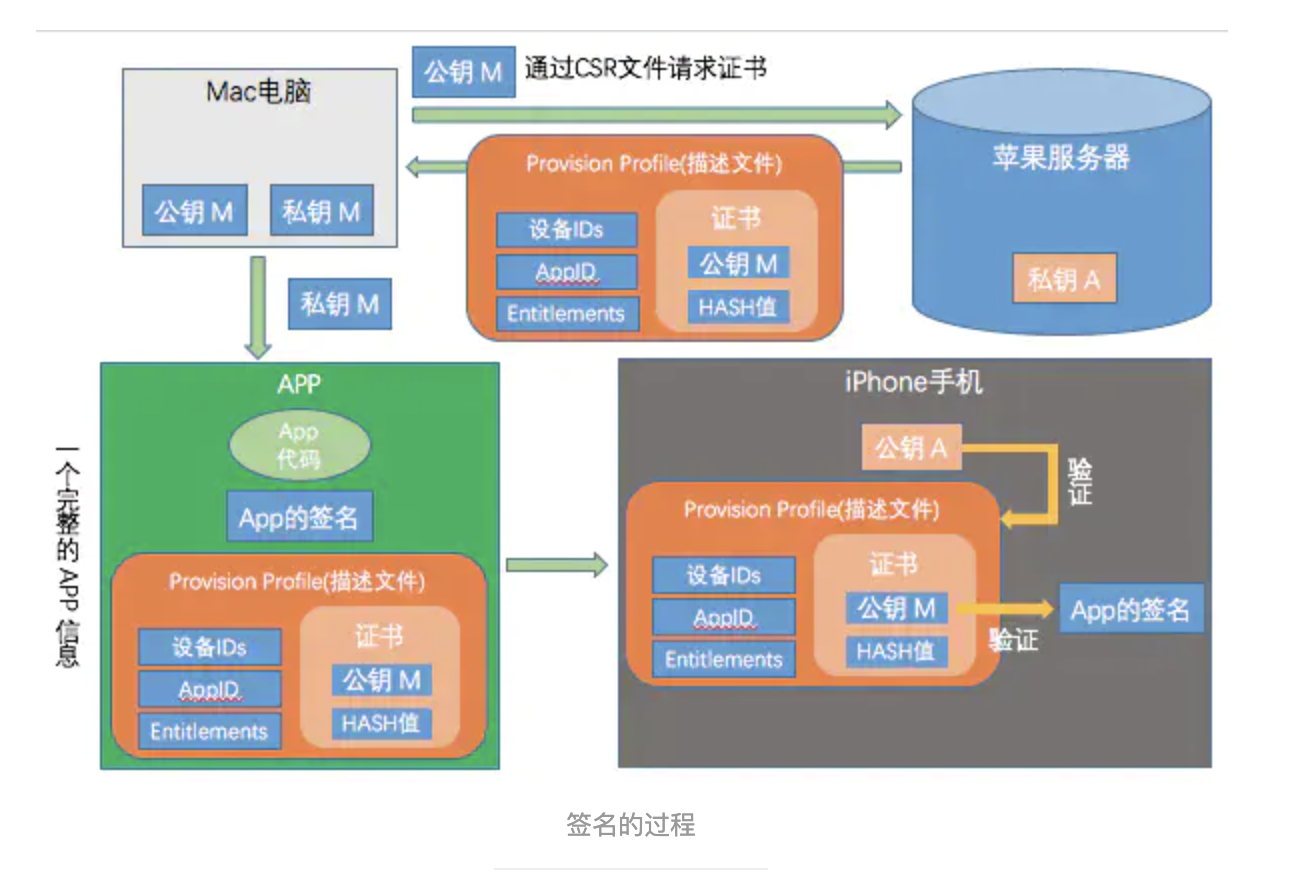 公钥 M
通过CSR文件请求证书
Mac电脑
公钥 M
私钥 M
Provision Profile(描述文件)
设备IDs
AppID
Entitlements
证书
公钥 M
HASH值
苹果服务器
私钥 A
私钥 M
一个完整的 APP 信息
APP
App
代码
App的签名
Provision Profile(描述文件)
设备IDs
AppID
Entitlements
证书
公钥 M
HASH值
iPhone手机
公钥 A
验证
Provision Profile(描述文件)
设备IDs
AppID
Entitlements
证书
公钥 M
HASH值
验证
App的签名
签名的过程